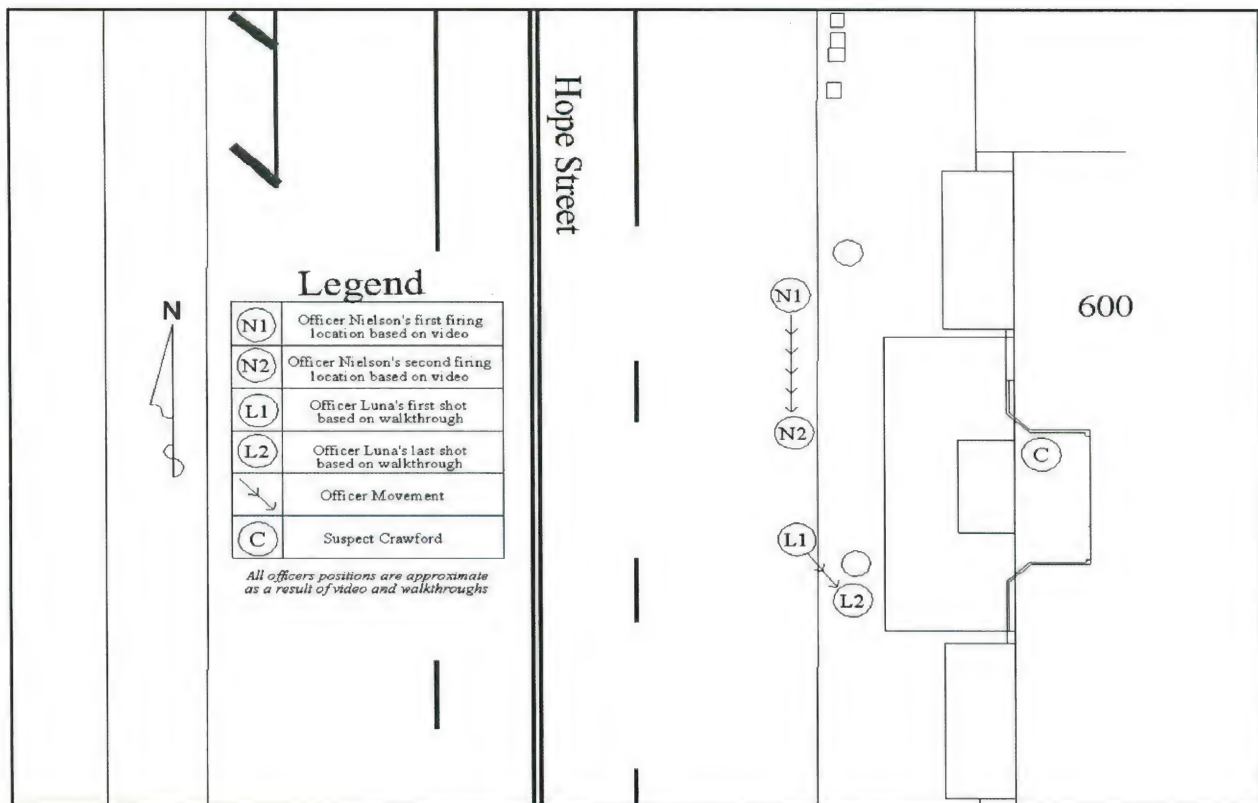 Hope Street
Legend
N
N1
Officer Nielson's first firing
location based on video
N2
Officer Nielson's second firing
location based on video
L1
Officer Luna's first shot
based on walkthrough
L2
Officer Luna's last shot
based on walkthrough
Officer Movement
C
Suspect Crawford
All officers positions are approximate
as a result of video and walkthroughs
N1
600
N2
C
L1
L2